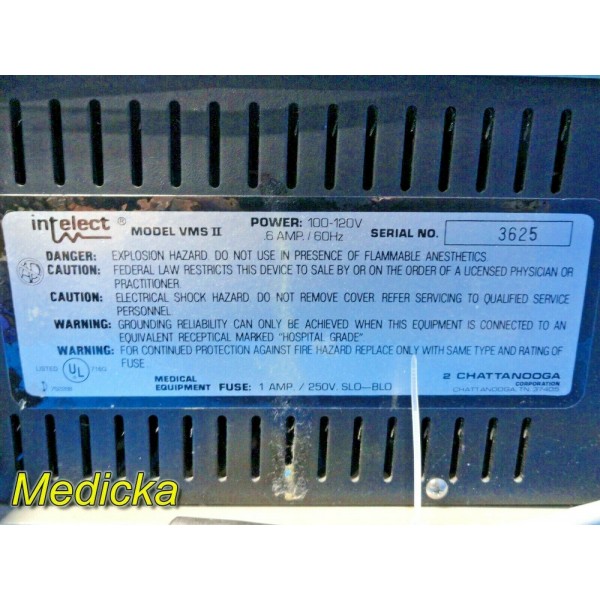 intelect® MODEL VMS II POWER: 100-120V SERIAL NO. 3625
.6 AMP./60Hz
DANGER: EXPLOSION HAZARD. DO NOT USE IN PRESENCE OF FLAMMABLE ANESTHETICS.
CAUTION: FEDERAL LAW RESTRICTS THIS DEVICE TO SALE BY OR ON THE ORDER OF A LICENSED PHYSICIAN OR
PRACTITIONER.
CAUTION: ELECTRICAL SHOCK HAZARD. DO NOT REMOVE COVER. REFER SERVICING TO QUALIFIED SERVICE
PERSONNEL.
WARNING: GROUNDING RELIABILITY CAN ONLY BE ACHIEVED WHEN THIS EQUIPMENT IS CONNECTED TO AN
EQUIVALENT RECEPTICAL MARKED "HOSPITAL GRADE"
WARNING: FOR CONTINUED PROTECTION AGAINST FIRE HAZARD REPLACE ONLY WITH SAME TYPE AND RATING OF
FUSE.
LISTED UL 718G
MEDICAL
EQUIPMENT FUSE: 1 AMP./250V. SLO-BLO
CHATTANOOGA
CORPORATION
CHATTANOOGA, TN 37405
Medicka